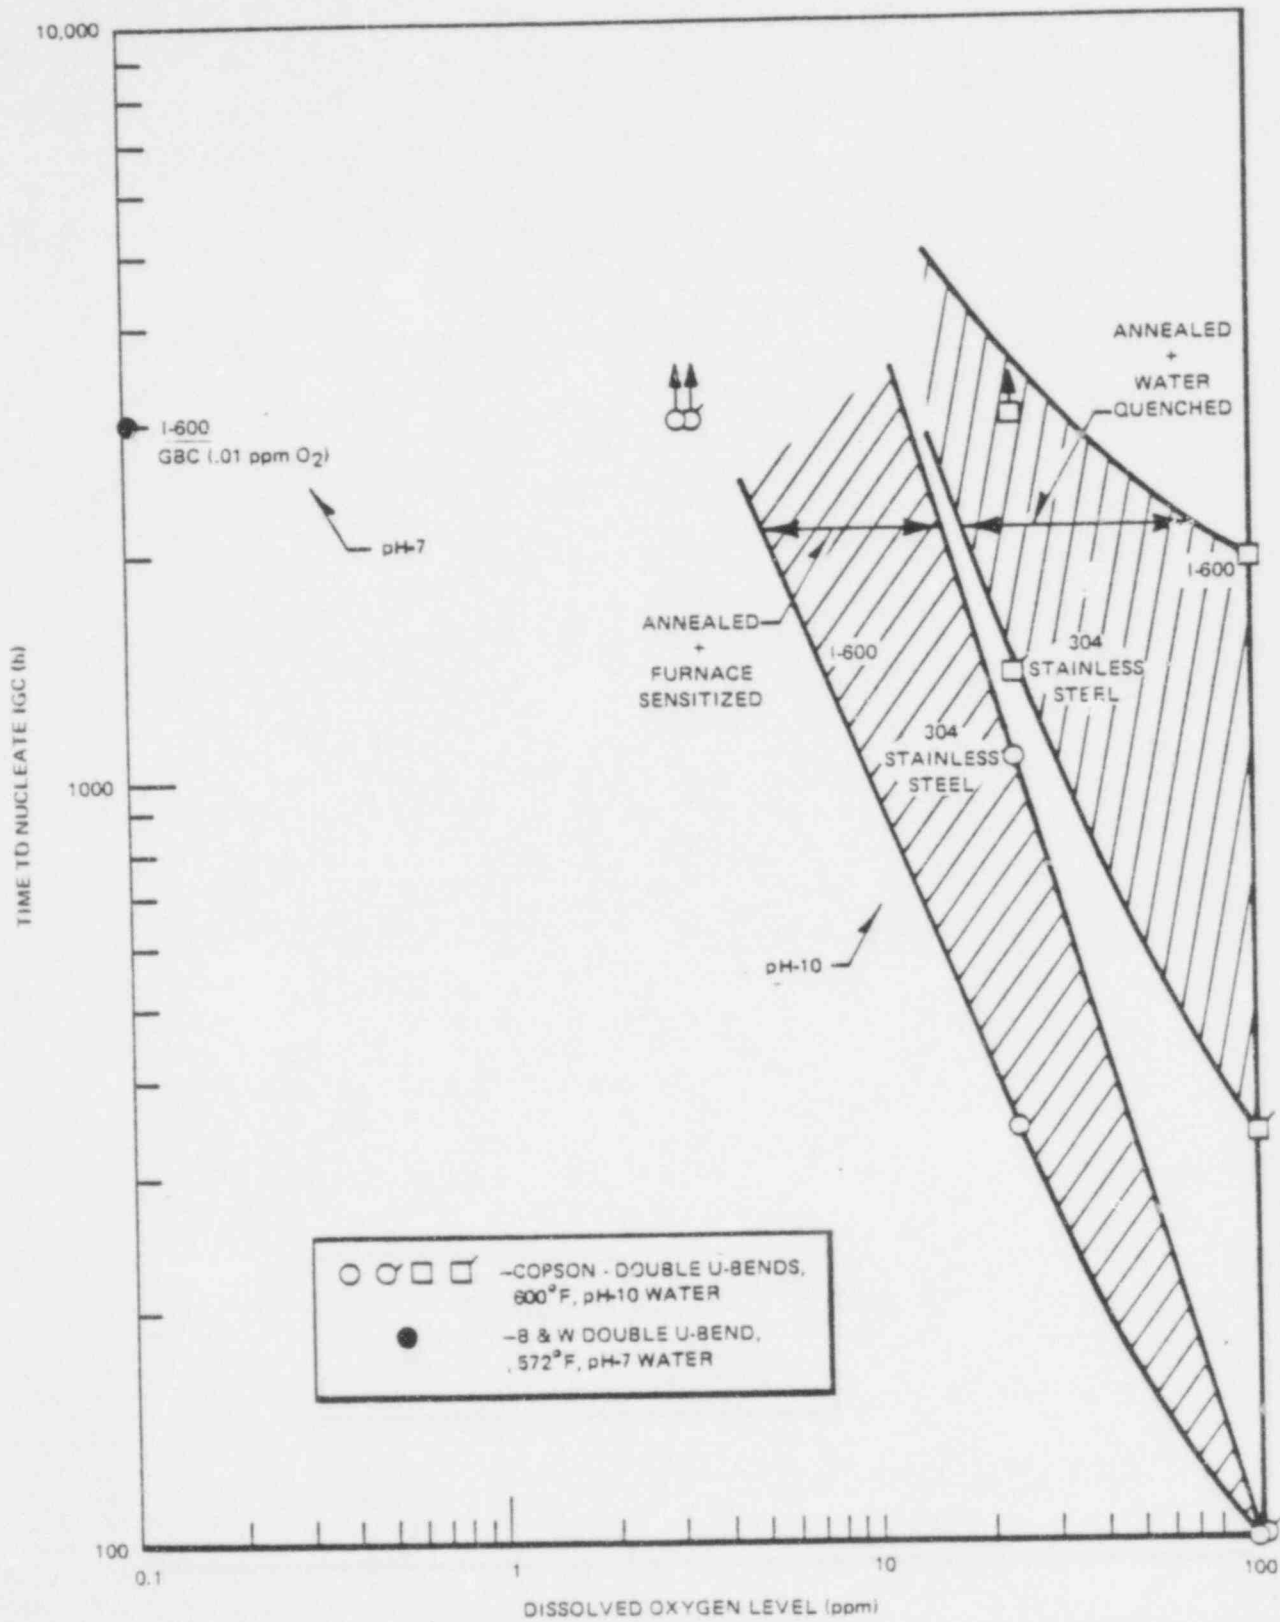 10,000
1000
100
TIME TO NUCLEATE IGC (h)
I-600
GBC (.01 ppm O2)
pH-7
ANNEALED
+
WATER
QUENCHED
I-600
304
STAINLESS
STEEL
ANNEALED
+
FURNACE
SENSITIZED
I-600
304
STAINLESS
STEEL
pH-10
–COPSON - DOUBLE U-BENDS,
600°F, pH-10 WATER
–B & W DOUBLE U-BEND,
572°F, pH-7 WATER
0.1
1
10
100
DISSOLVED OXYGEN LEVEL (ppm)